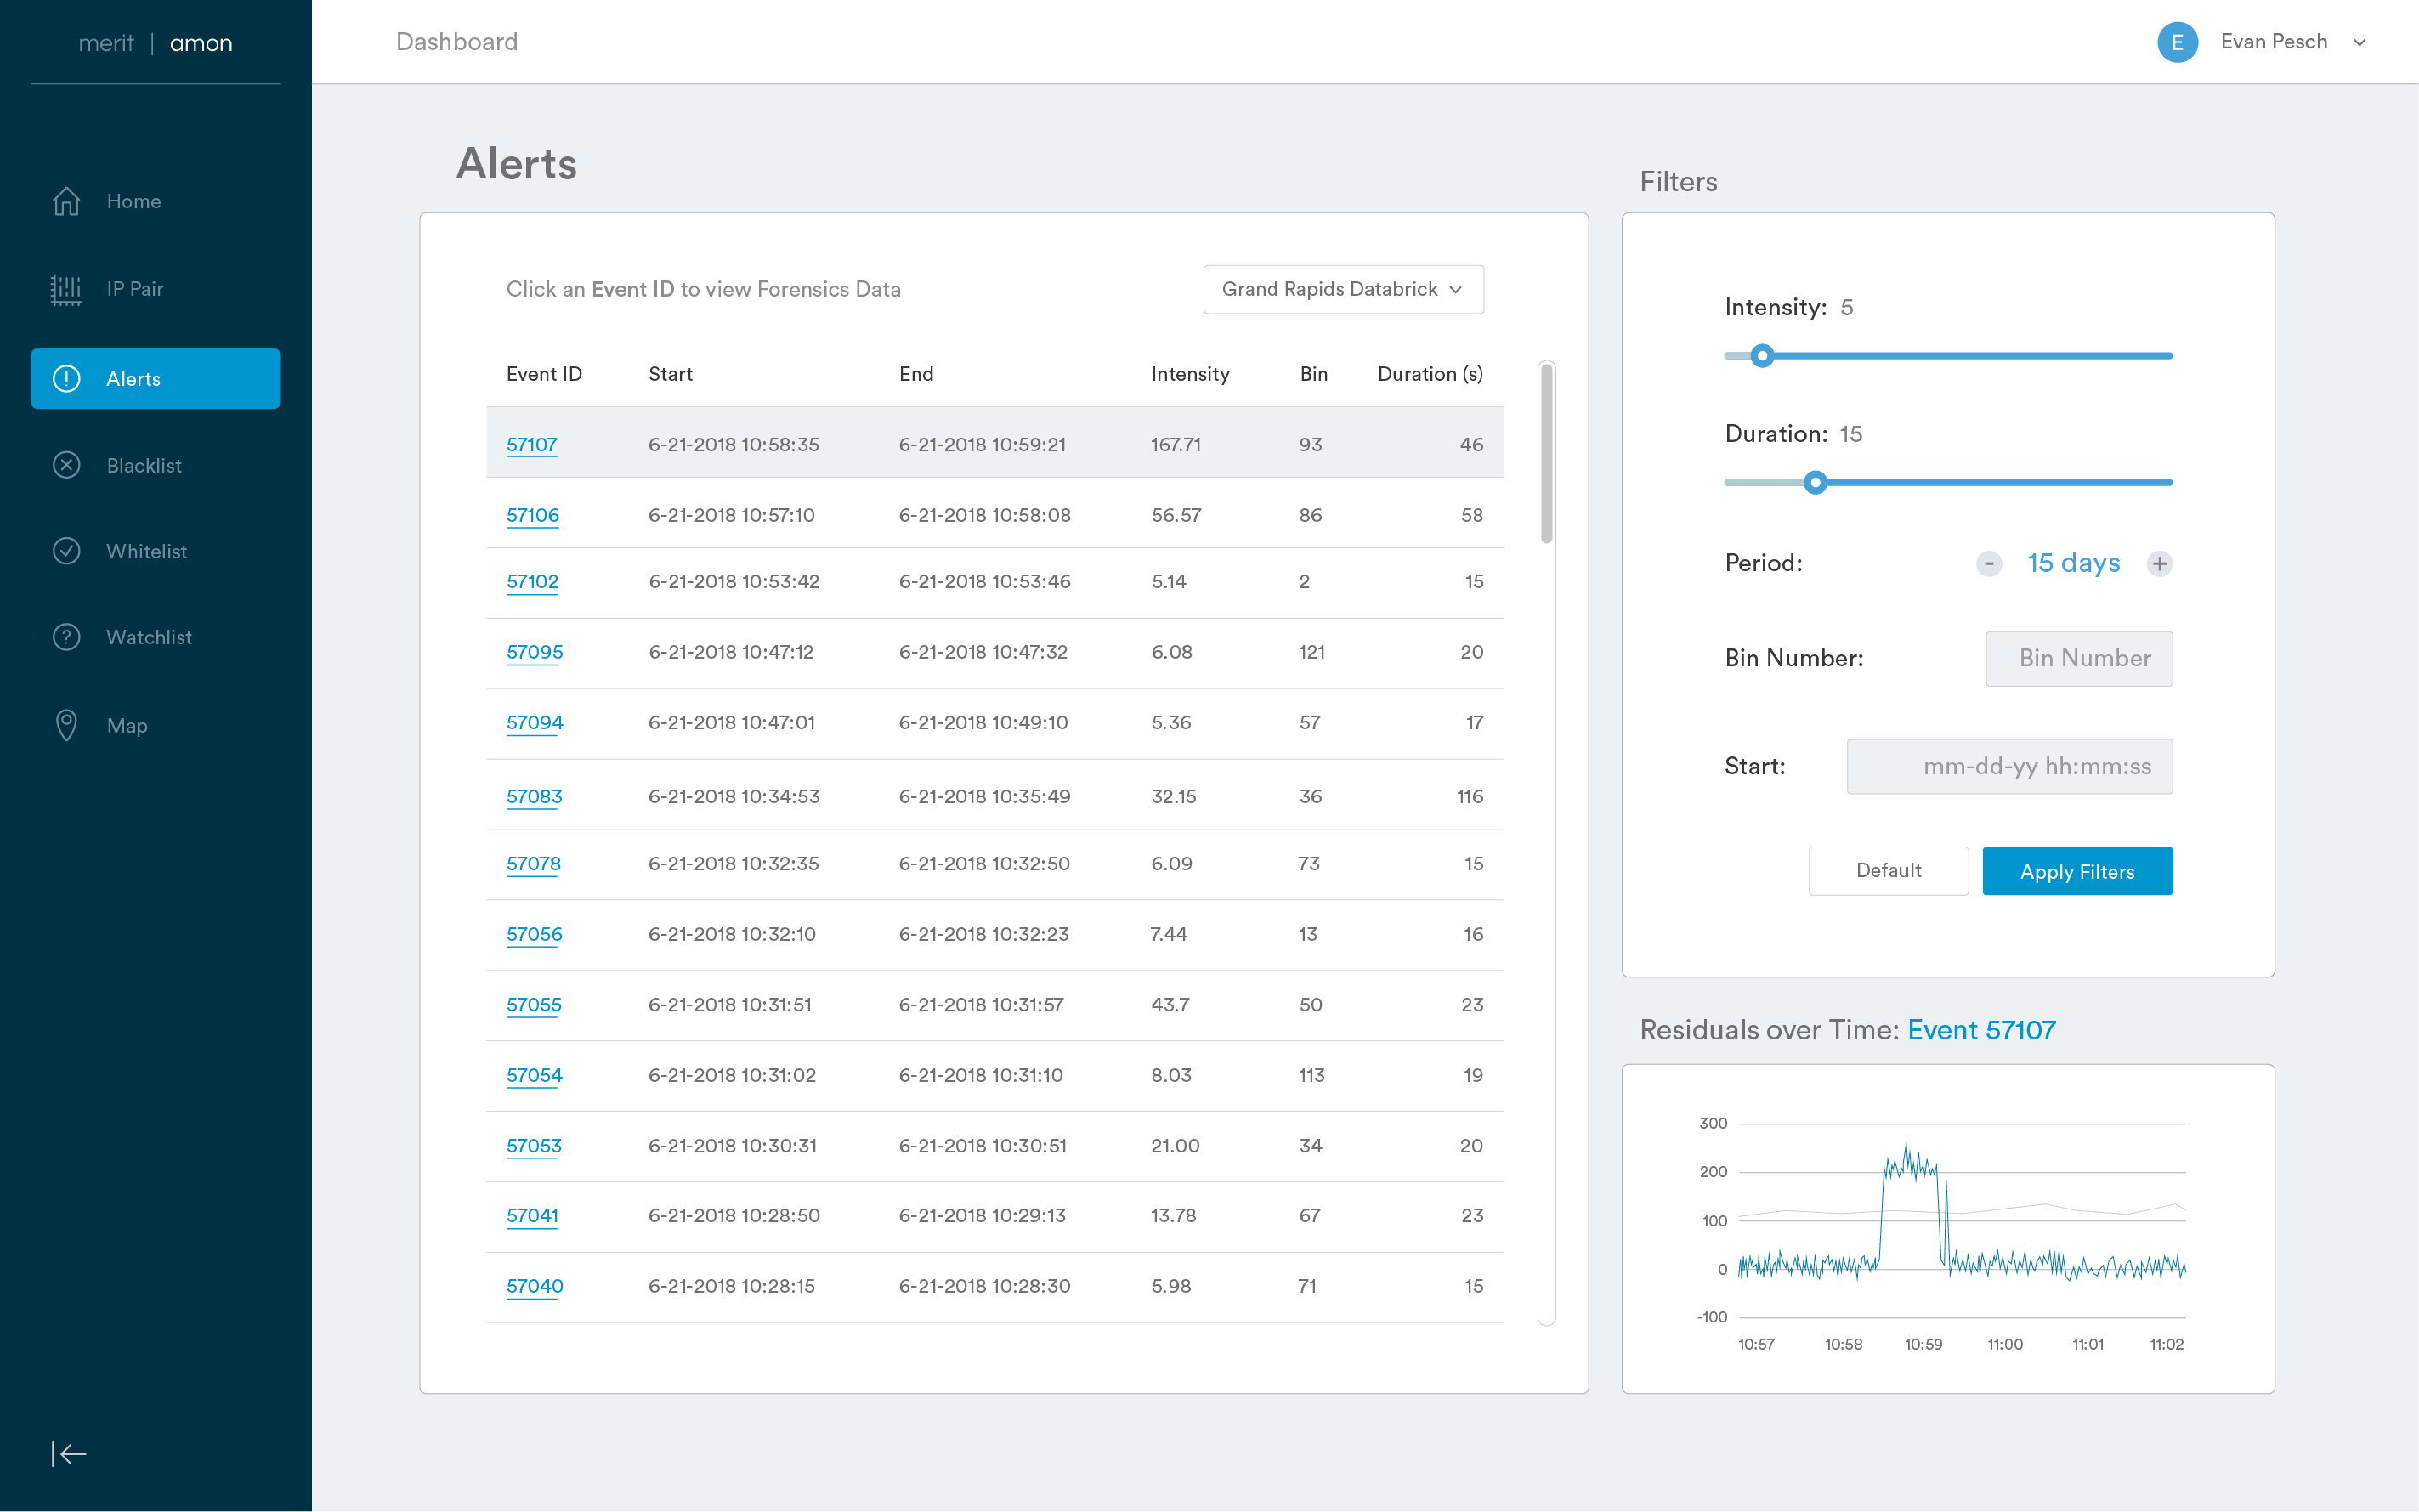 merit | amon
Dashboard
E Evan Pesch
Home
IP Pair
Alerts
Blacklist
Whitelist
Watchlist
Map
Alerts
Click an Event ID to view Forensics Data
Grand Rapids Databrick
Event ID Start End Intensity Bin Duration (s)
57107 6-21-2018 10:58:35 6-21-2018 10:59:21 167.71 93 46
57106 6-21-2018 10:57:10 6-21-2018 10:58:08 56.57 86 58
57102 6-21-2018 10:53:42 6-21-2018 10:53:46 5.14 2 15
57095 6-21-2018 10:47:12 6-21-2018 10:47:32 6.08 121 20
57094 6-21-2018 10:47:01 6-21-2018 10:49:10 5.36 57 17
57083 6-21-2018 10:34:53 6-21-2018 10:35:49 32.15 36 116
57078 6-21-2018 10:32:35 6-21-2018 10:32:50 6.09 73 15
57056 6-21-2018 10:32:10 6-21-2018 10:32:23 7.44 13 16
57055 6-21-2018 10:31:51 6-21-2018 10:31:57 43.7 50 23
57054 6-21-2018 10:31:02 6-21-2018 10:31:10 8.03 113 19
57053 6-21-2018 10:30:31 6-21-2018 10:30:51 21.00 34 20
57041 6-21-2018 10:28:50 6-21-2018 10:29:13 13.78 67 23
57040 6-21-2018 10:28:15 6-21-2018 10:28:30 5.98 71 15
Filters
Intensity: 5
Duration: 15
Period: - 15 days +
Bin Number: Bin Number
Start: mm-dd-yy hh:mm:ss
Default Apply Filters
Residuals over Time: Event 57107
300
200
100
0
-100
10:57 10:58 10:59 11:00 11:01 11:02